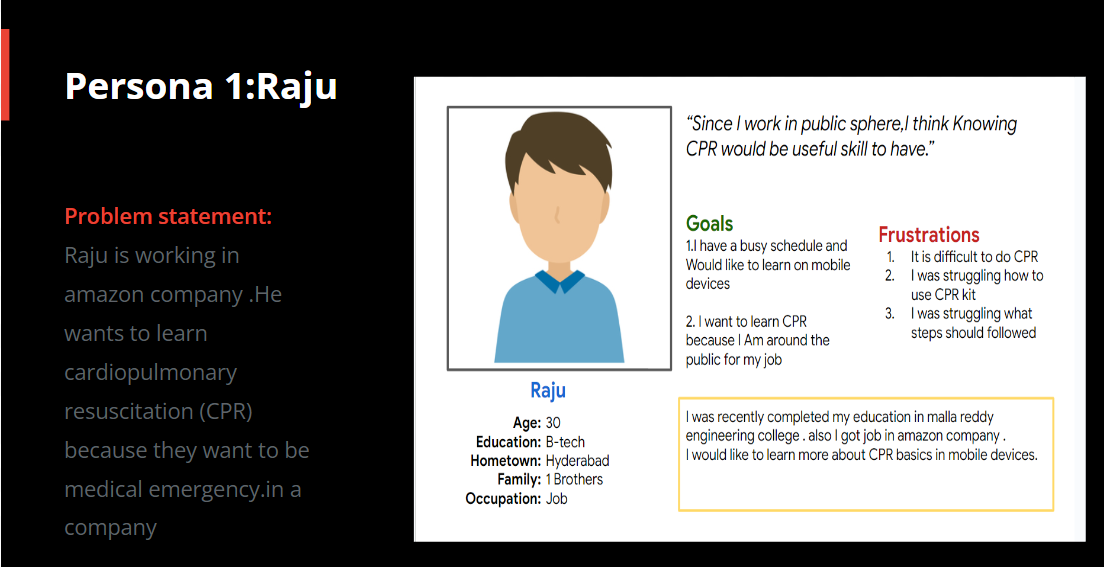 Persona 1:Raju
Problem statement:
Raju is working in
amazon company .He
wants to learn
cardiopulmonary
resuscitation (CPR)
because they want to be
medical emergency.in a
company
“Since I work in public sphere,I think Knowing
CPR would be useful skill to have.”
Goals
1.I have a busy schedule and
Would like to learn on mobile
devices
2. I want to learn CPR
because I Am around the
public for my job
Frustrations
1. It is difficult to do CPR
2. I was struggling how to
use CPR kit
3. I was struggling what
steps should followed
Raju
Age: 30
Education: B-tech
Hometown: Hyderabad
Family: 1 Brothers
Occupation: Job
I was recently completed my education in malla reddy
engineering college . also I got job in amazon company .
I would like to learn more about CPR basics in mobile devices.